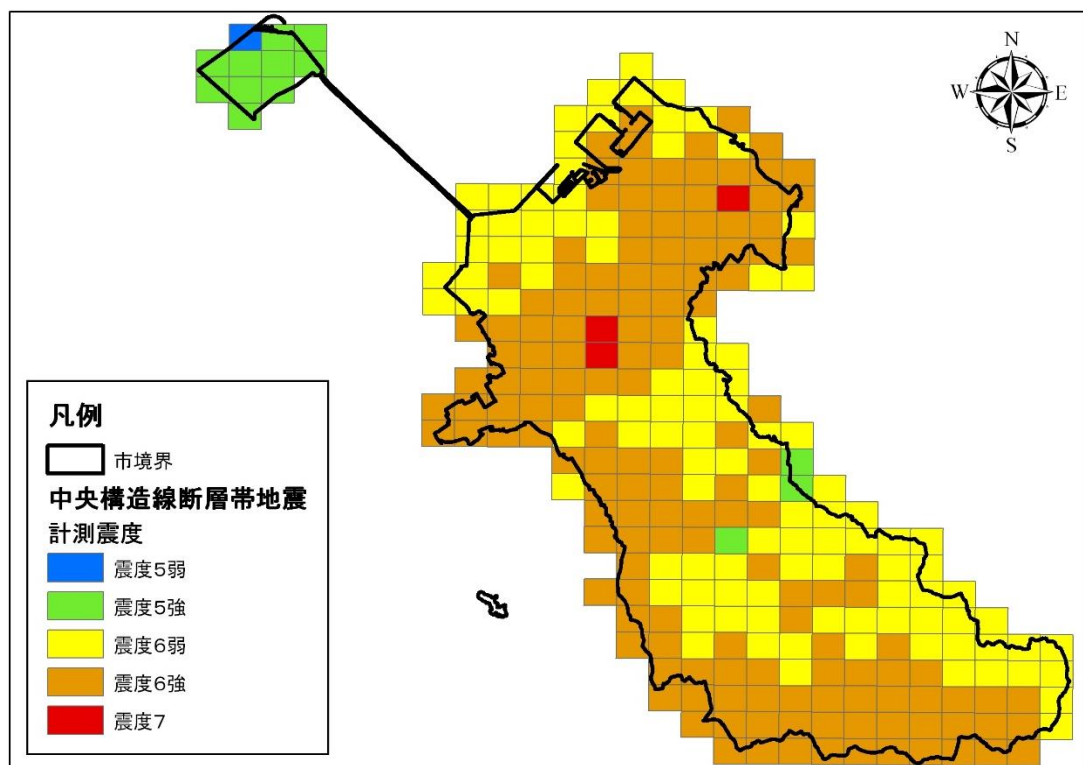 N
W E
S
凡例
市境界
中央構造線断層帯地震
計測震度
震度5弱
震度5強
震度6弱
震度6強
震度7